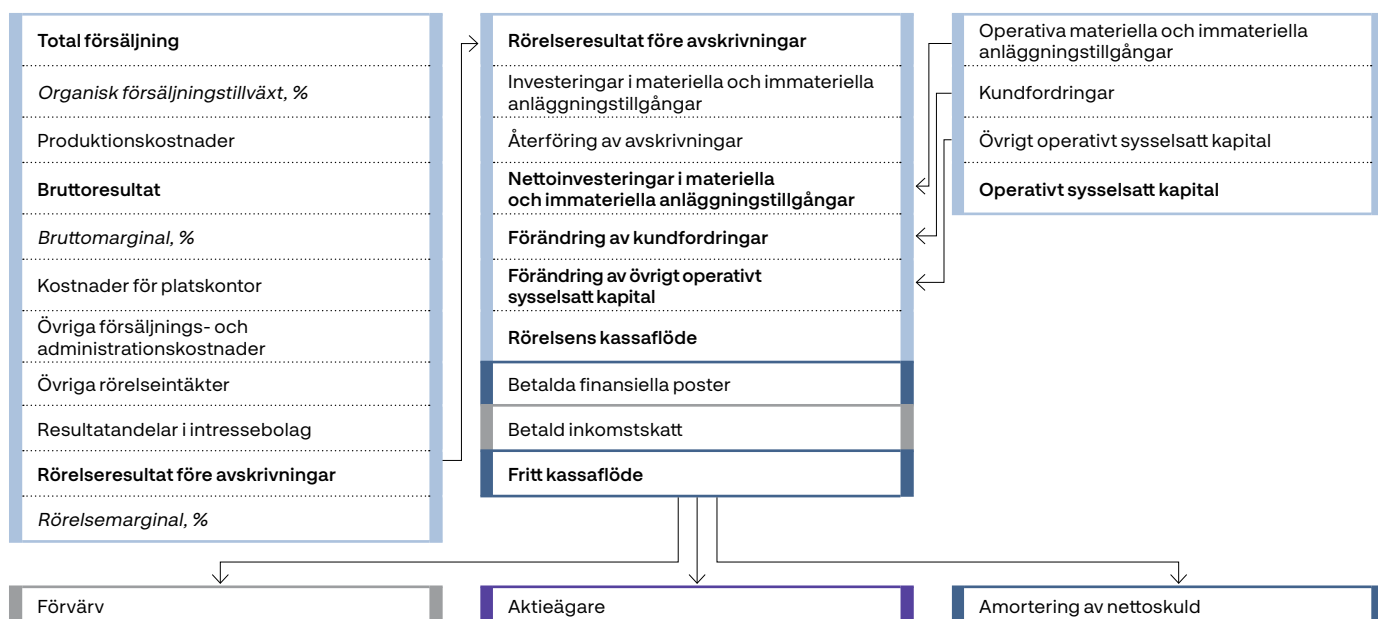 Total försäljning
Organisk försäljningstillväxt, %
Produktionskostnader
Bruttoresultat
Bruttomarginal, %
Kostnader för platskontor
Övriga försäljnings- och
administrationskostnader
Övriga rörelseintäkter
Resultatandelar i intressebolag
Rörelseresultat före avskrivningar
Rörelsemarginal, %
Rörelseresultat före avskrivningar
Investeringar i materiella och immateriella
anläggningstillgångar
Återföring av avskrivningar
Nettoinvesteringar i materiella
och immateriella anläggningstillgångar
Förändring av kundfordringar
Förändring av övrigt operativt
sysselsatt kapital
Rörelsens kassaflöde
Betalda finansiella poster
Betald inkomstskatt
Fritt kassaflöde
Operativa materiella och immateriella
anläggningstillgångar
Kundfordringar
Övrigt operativt sysselsatt kapital
Operativt sysselsatt kapital
Förvärv
Aktieägare
Amortering av nettoskuld